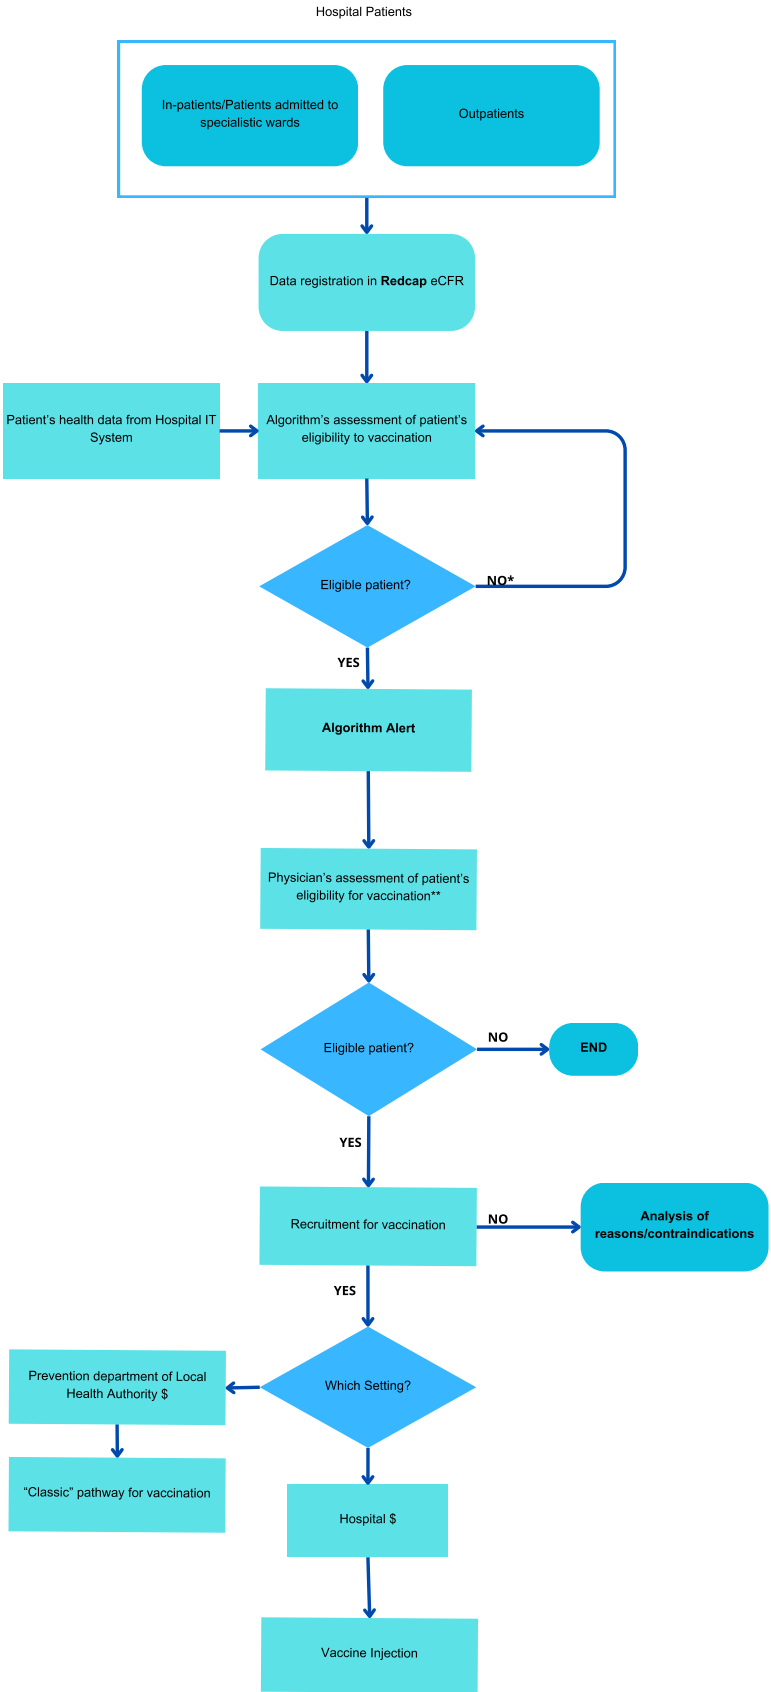 Hospital Patients
In-patients/Patients admitted to
specialistic wards
Outpatients
Data registration in Redcap eCFR
Patient’s health data from Hospital IT
System
Algorithm’s assessment of patient’s
eligibility to vaccination
Eligible patient?
NO*
YES
Algorithm Alert
Physician’s assessment of patient’s
eligibility for vaccination**
Eligible patient?
NO
END
YES
Recruitment for vaccination
NO
Analysis of
reasons/contraindications
YES
Which Setting?
Prevention department of Local
Health Authority $
“Classic” pathway for vaccination
Hospital $
Vaccine Injection